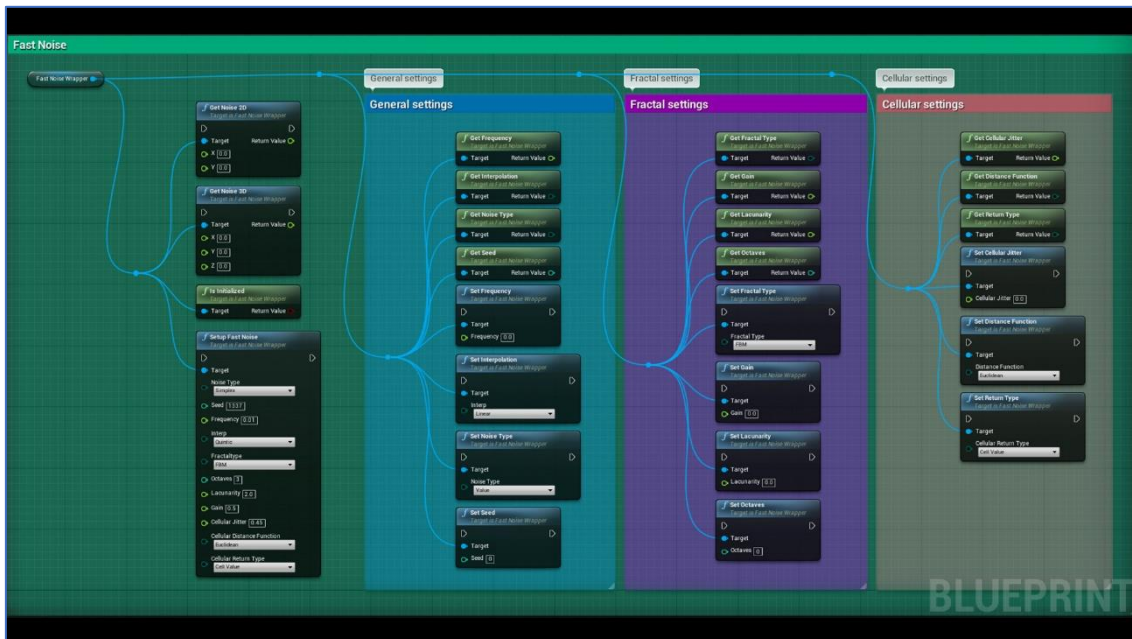 Fast Noise
Fast Noise Wrapper
General settings
Fractal settings
Cellular settings
Get Noise 2D
Target is Fast Noise Wrapper
Target Return Value
X 0.0
Y 0.0
Get Noise 3D
Target is Fast Noise Wrapper
Target Return Value
X 0.0
Y 0.0
Z 0.0
Is Initialized
Target is Fast Noise Wrapper
Target Return Value
Setup Fast Noise
Target is Fast Noise Wrapper
Target
Noise Type
Simplex
Seed 1337
Frequency 0.01
Interp
Quintic
Fractaltype
FBM
Octaves 3
Lacunarity 2.0
Gain 0.5
Cellular Jitter 0.45
Cellular Distance Function
Euclidean
Cellular Return Type
Cell Value
General settings
Get Frequency
Target is Fast Noise Wrapper
Target Return Value
Get Interpolation
Target is Fast Noise Wrapper
Target Return Value
Get Noise Type
Target is Fast Noise Wrapper
Target Return Value
Get Seed
Target is Fast Noise Wrapper
Target Return Value
Set Frequency
Target is Fast Noise Wrapper
Target
Frequency 0.0
Set Interpolation
Target is Fast Noise Wrapper
Target
Interp
Linear
Set Noise Type
Target is Fast Noise Wrapper
Target
Noise Type
Value
Set Seed
Target is Fast Noise Wrapper
Target
Seed 0
Fractal settings
Get Fractal Type
Target is Fast Noise Wrapper
Target Return Value
Get Gain
Target is Fast Noise Wrapper
Target Return Value
Get Lacunarity
Target is Fast Noise Wrapper
Target Return Value
Get Octaves
Target is Fast Noise Wrapper
Target Return Value
Set Fractal Type
Target is Fast Noise Wrapper
Target
Fractal Type
FBM
Set Gain
Target is Fast Noise Wrapper
Target
Gain 0.0
Set Lacunarity
Target is Fast Noise Wrapper
Target
Lacunarity 0.0
Set Octaves
Target is Fast Noise Wrapper
Target
Octaves 0
Cellular settings
Get Cellular Jitter
Target is Fast Noise Wrapper
Target Return Value
Get Distance Function
Target is Fast Noise Wrapper
Target Return Value
Get Return Type
Target is Fast Noise Wrapper
Target Return Value
Set Cellular Jitter
Target is Fast Noise Wrapper
Target
Cellular Jitter 0.0
Set Distance Function
Target is Fast Noise Wrapper
Target
Distance Function
Euclidean
Set Return Type
Target is Fast Noise Wrapper
Target
Cellular Return Type
Cell Value
BLUEPRINT